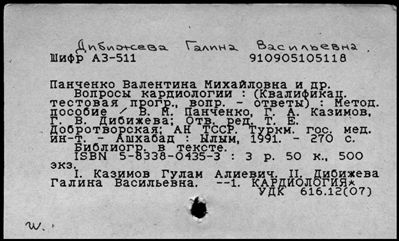 Дибижева Галина Васильевна
Шифр А3-511 910905105118
Панченко Валентина Михайловна и др.
Вопросы кардиологии : (Квалификац.
тестовая прогр., вопр. - ответы) : Метод.
пособие / В. М. Панченко, Г. А. Казимов,
Г. В. Дибижева; Отв. ред. Т. Е.
Добротворская; АН ТССР. Туркм. гос. мед.
ин-т. - Ашхабад : Ылым, 1991. - 270 с.
Библиогр. в тексте.
ISBN 5-8338-0435-3 : 3 р. 50 к., 500
экз.
I. Казимов Гулам Алиевич. II. Дибижева
Галина Васильевна. --1. КАРДИОЛОГИЯ*
УДК 616.12(07)
w.